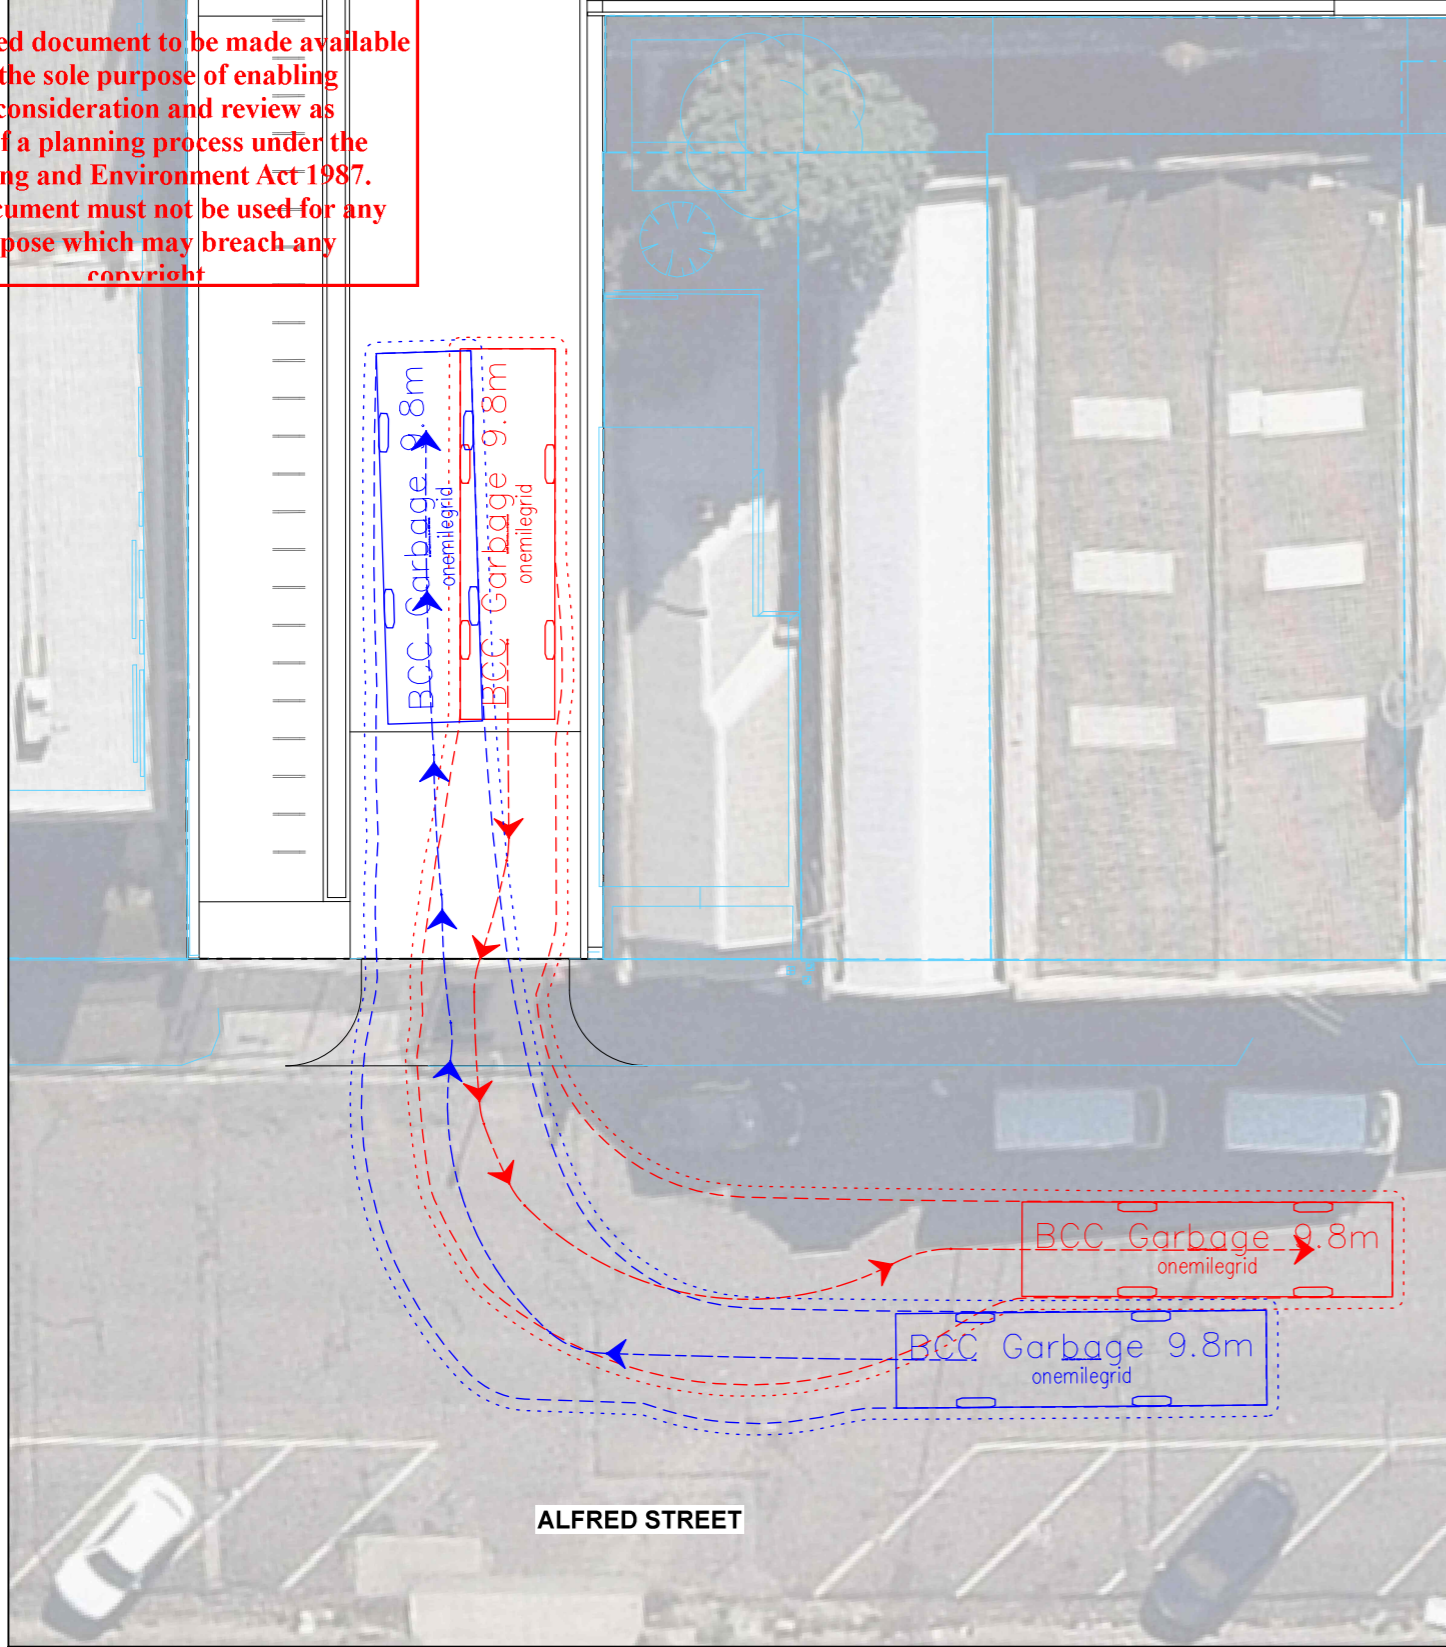 ed document to be made available
the sole purpose of enabling
consideration and review as
f a planning process under the
ng and Environment Act 1987.
cument must not be used for any
pose which may breach any
copyright
BCC Garbage 9.8m
onemilegrid
BCC Garbage 9.8m
onemilegrid
BCC Garbage 9.8m
onemilegrid
BCC Garbage 9.8m
onemilegrid
ALFRED STREET